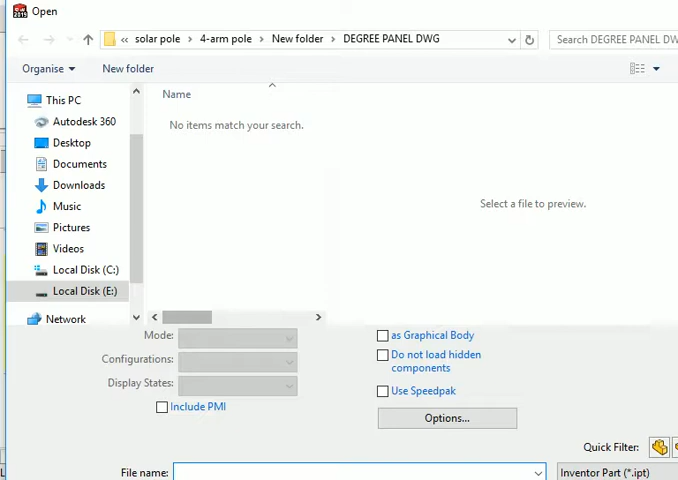 2015
Open
« solar pole › 4-arm pole › New folder › DEGREE PANEL DWG
Search DEGREE PANEL DW
Organise
New folder
Name
This PC
No items match your search.
Autodesk 360
Desktop
Documents
Downloads
Select a file to preview.
Music
Pictures
Videos
Local Disk (C:)
Local Disk (E:)
Network
Mode:
as Graphical Body
Configurations:
Do not load hidden
components
Display States:
Use Speedpak
Include PMI
Options...
Quick Filter:
File name:
Inventor Part (*.ipt)